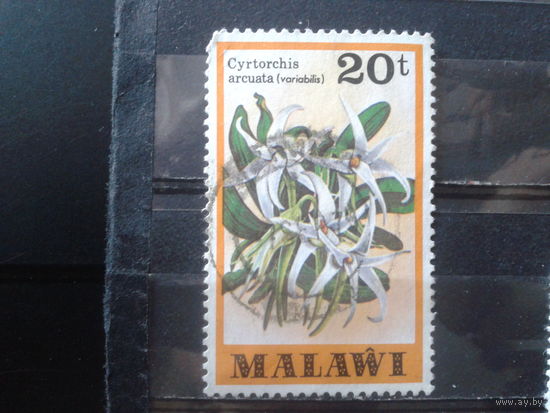 Cyrtorchis
arcuata (variabilis)
20t
MALAŴI
www.ay.by